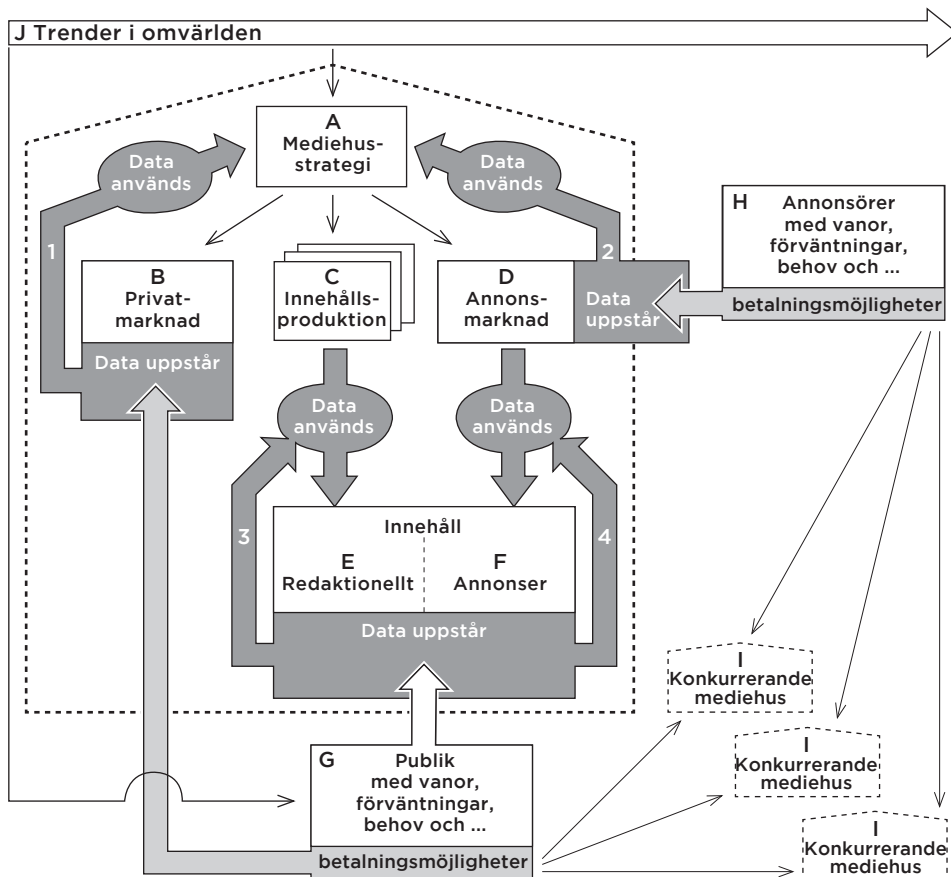 J Trender i omvärlden
A
Mediehus-
strategi
Data
används
Data
används
1
2
B
Privat-
marknad
Data uppstår
C
Innehålls-
produktion
D
Annons-
marknad
Data
uppstår
H Annonsörer
med vanor,
förväntningar,
behov och ...
betalningsmöjligheter
Data
används
Data
används
3
4
Innehåll
E
Redaktionellt
F
Annonser
Data uppstår
I
Konkurrerande
mediehus
I
Konkurrerande
mediehus
I
Konkurrerande
mediehus
G Publik
med vanor,
förväntningar,
behov och ...
betalningsmöjligheter